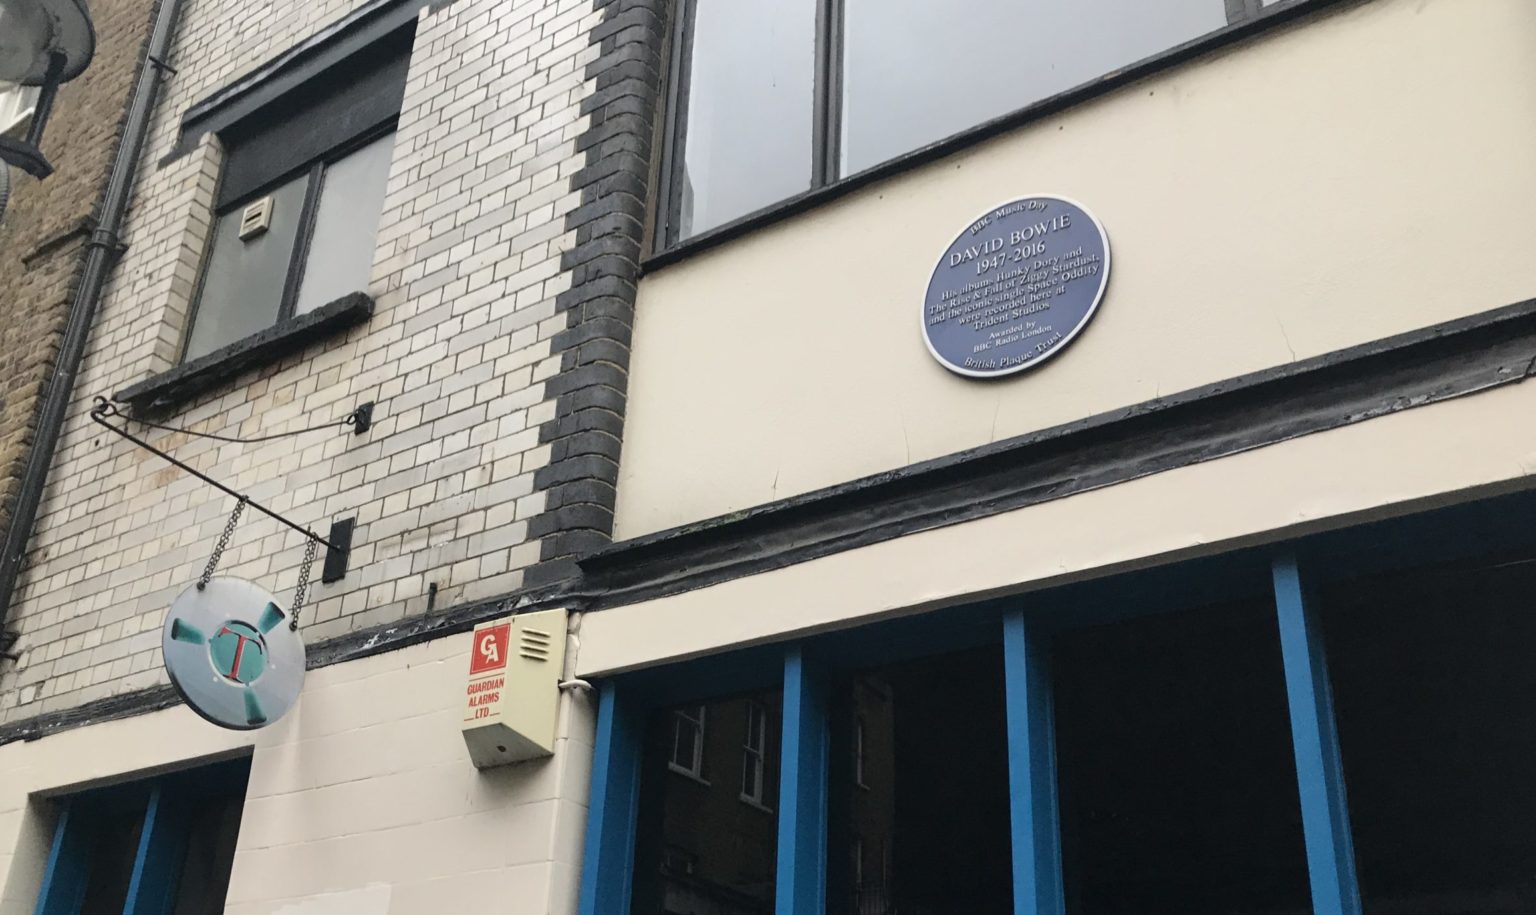 BBC Music Day
DAVID BOWIE
1947-2016
His albums Hunky Dory and
The Rise & Fall of Ziggy Stardust,
and the iconic single Space Oddity
were recorded here at
Trident Studios
Awarded by
BBC Radio London
British Plaque Trust
T
GA
GUARDIAN
ALARMS
LTD